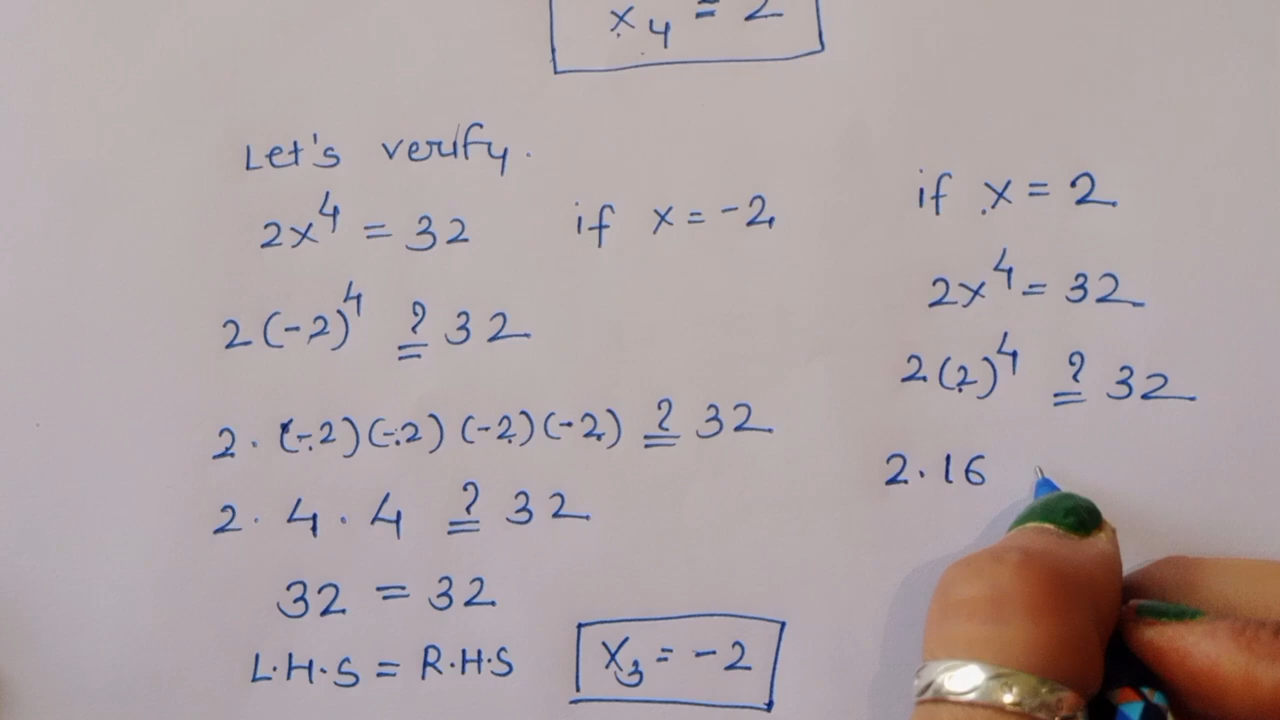 x₄ = 2
Let's verify.
2x⁴ = 32 if x = -2
2(-2)⁴ ≟ 32
2. (-2)(-2)(-2)(-2) ≟ 32
2. 4. 4 ≟ 32
32 = 32
L.H.S = R.H.S
x₃ = -2
if x = 2
2x⁴ = 32
2(2)⁴ ≟ 32
2.16